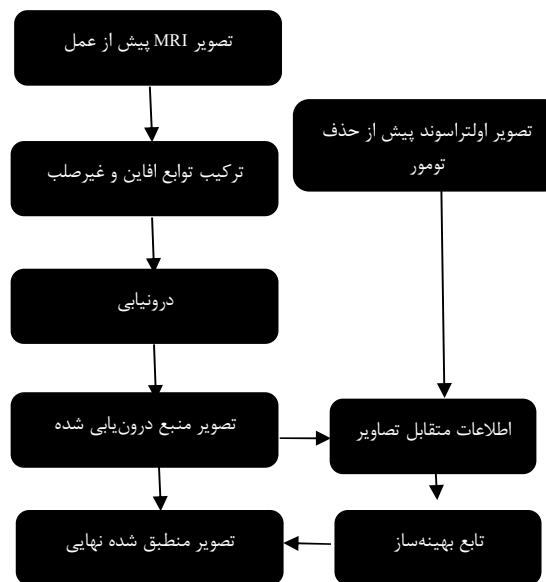 تصویر MRI پیش از عمل
تصویر اولتراسوند پیش از حذف
تومور
ترکیب توابع افاین و غیرصلب
درونیابی
تصویر منبع درون‌یابی شده
اطلاعات متقابل تصاویر
تصویر منطبق شده نهایی
تابع بهینه‌ساز